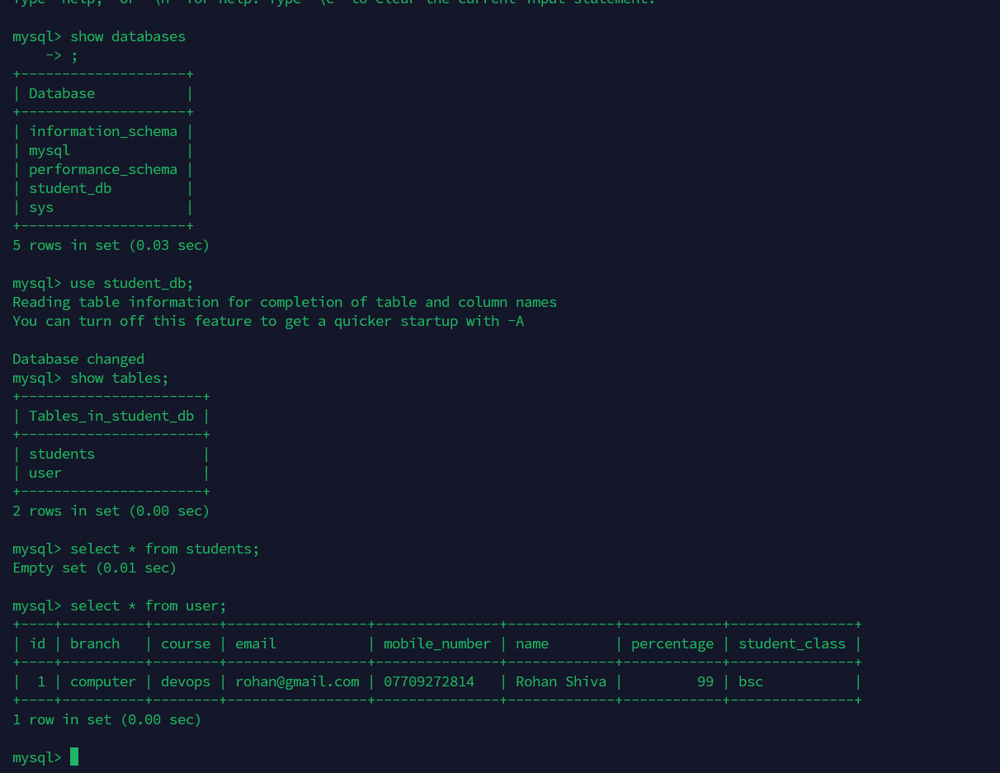 Type 'help;' or '\h' for help. Type '\c' to clear the current input statement.
mysql> show databases
    -> ;
+--------------------+
| Database           |
+--------------------+
| information_schema |
| mysql              |
| performance_schema |
| student_db         |
| sys                |
+--------------------+
5 rows in set (0.03 sec)
mysql> use student_db;
Reading table information for completion of table and column names
You can turn off this feature to get a quicker startup with -A
Database changed
mysql> show tables;
+----------------------+
| Tables_in_student_db |
+----------------------+
| students             |
| user                 |
+----------------------+
2 rows in set (0.00 sec)
mysql> select * from students;
Empty set (0.01 sec)
mysql> select * from user;
+----+----------+--------+-----------------+---------------+-------------+------------+---------------+
| id | branch   | course | email           | mobile_number | name        | percentage | student_class |
+----+----------+--------+-----------------+---------------+-------------+------------+---------------+
|  1 | computer | devops | rohan@gmail.com | 07709272814   | Rohan Shiva |         99 | bsc           |
+----+----------+--------+-----------------+---------------+-------------+------------+---------------+
1 row in set (0.00 sec)
mysql>